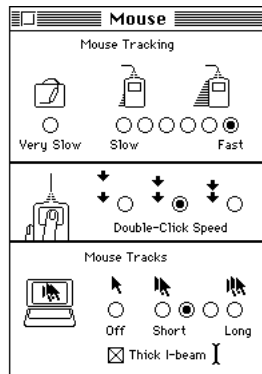 Mouse
Mouse Tracking
Very Slow Slow Fast
Double-Click Speed
Mouse Tracks
Off Short Long
Thick I-beam